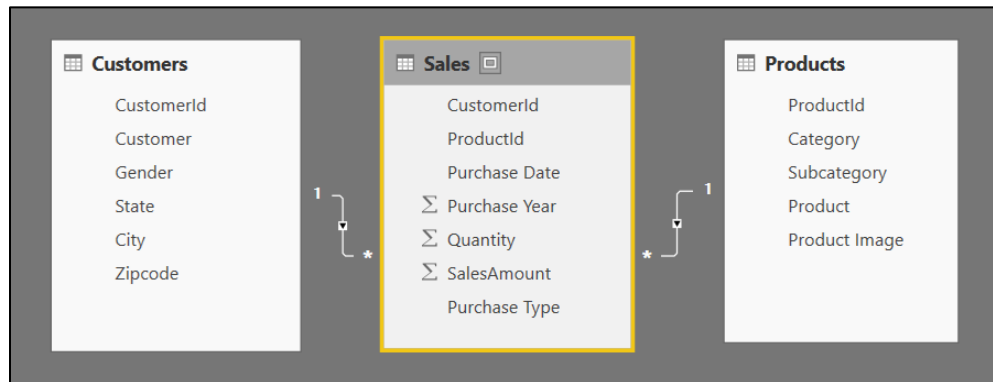 Customers
CustomerId
Customer
Gender
State
City
Zipcode
1
*
Sales
CustomerId
ProductId
Purchase Date
Σ Purchase Year
Σ Quantity
Σ SalesAmount
Purchase Type
*
1
Products
ProductId
Category
Subcategory
Product
Product Image